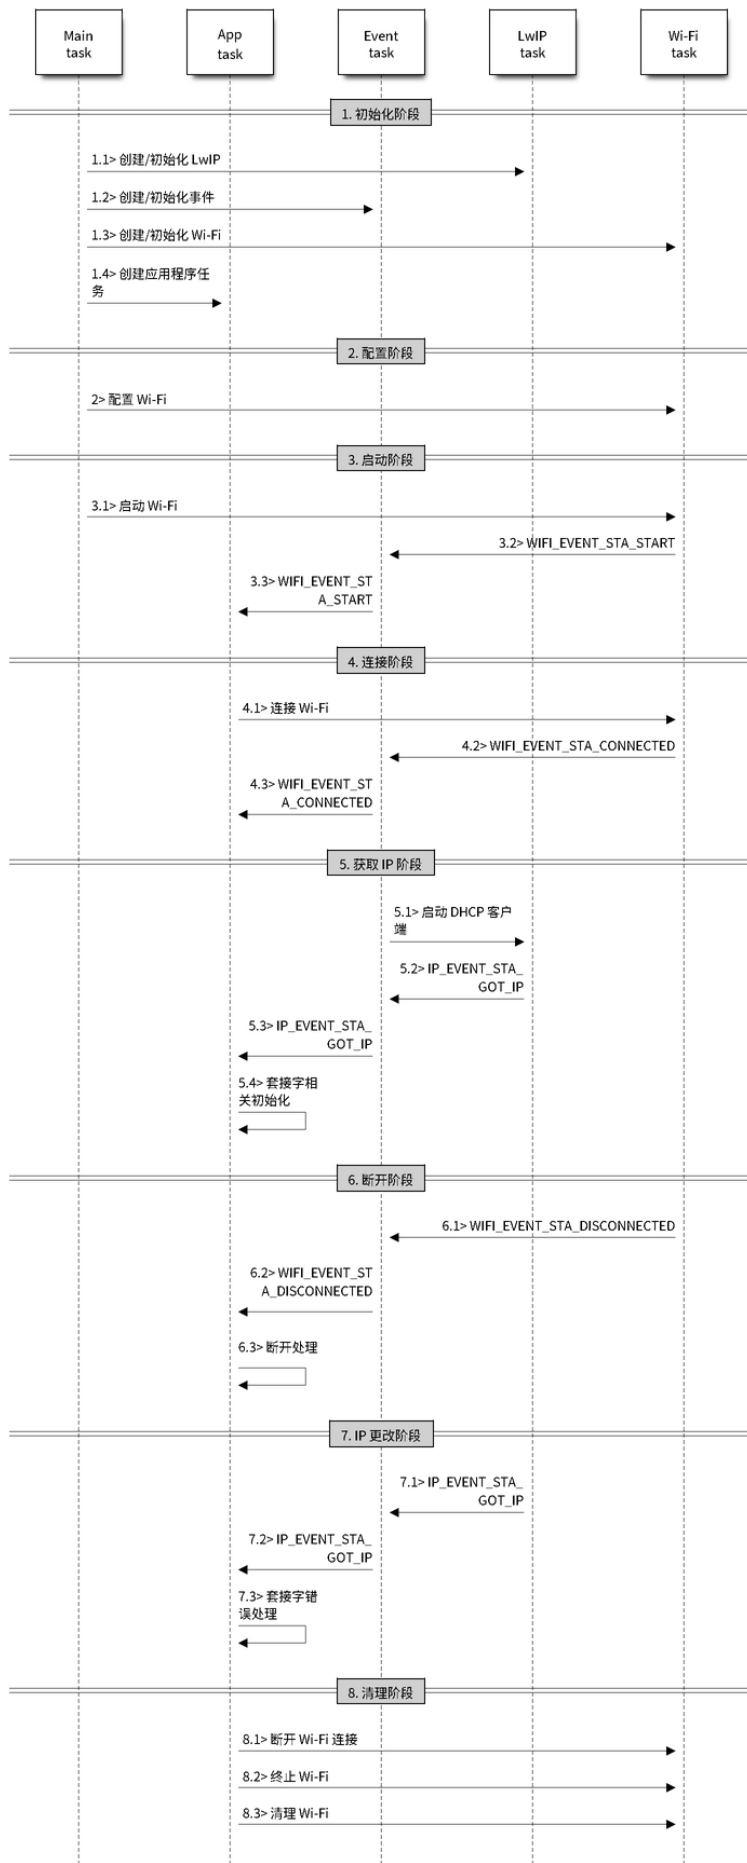 Main
task
App
task
Event
task
LwIP
task
Wi-Fi
task
1. 初始化阶段
1.1> 创建/初始化 LwIP
1.2> 创建/初始化事件
1.3> 创建/初始化 Wi-Fi
1.4> 创建应用程序任
务
2. 配置阶段
2> 配置 Wi-Fi
3. 启动阶段
3.1> 启动 Wi-Fi
3.2> WIFI_EVENT_STA_START
3.3> WIFI_EVENT_ST
A_START
4. 连接阶段
4.1> 连接 Wi-Fi
4.2> WIFI_EVENT_STA_CONNECTED
4.3> WIFI_EVENT_ST
A_CONNECTED
5. 获取 IP 阶段
5.1> 启动 DHCP 客户
端
5.2> IP_EVENT_STA_
GOT_IP
5.3> IP_EVENT_STA_
GOT_IP
5.4> 套接字相
关初始化
6. 断开阶段
6.1> WIFI_EVENT_STA_DISCONNECTED
6.2> WIFI_EVENT_ST
A_DISCONNECTED
6.3> 断开处理
7. IP 更改阶段
7.1> IP_EVENT_STA_
GOT_IP
7.2> IP_EVENT_STA_
GOT_IP
7.3> 套接字错
误处理
8. 清理阶段
8.1> 断开 Wi-Fi 连接
8.2> 终止 Wi-Fi
8.3> 清理 Wi-Fi